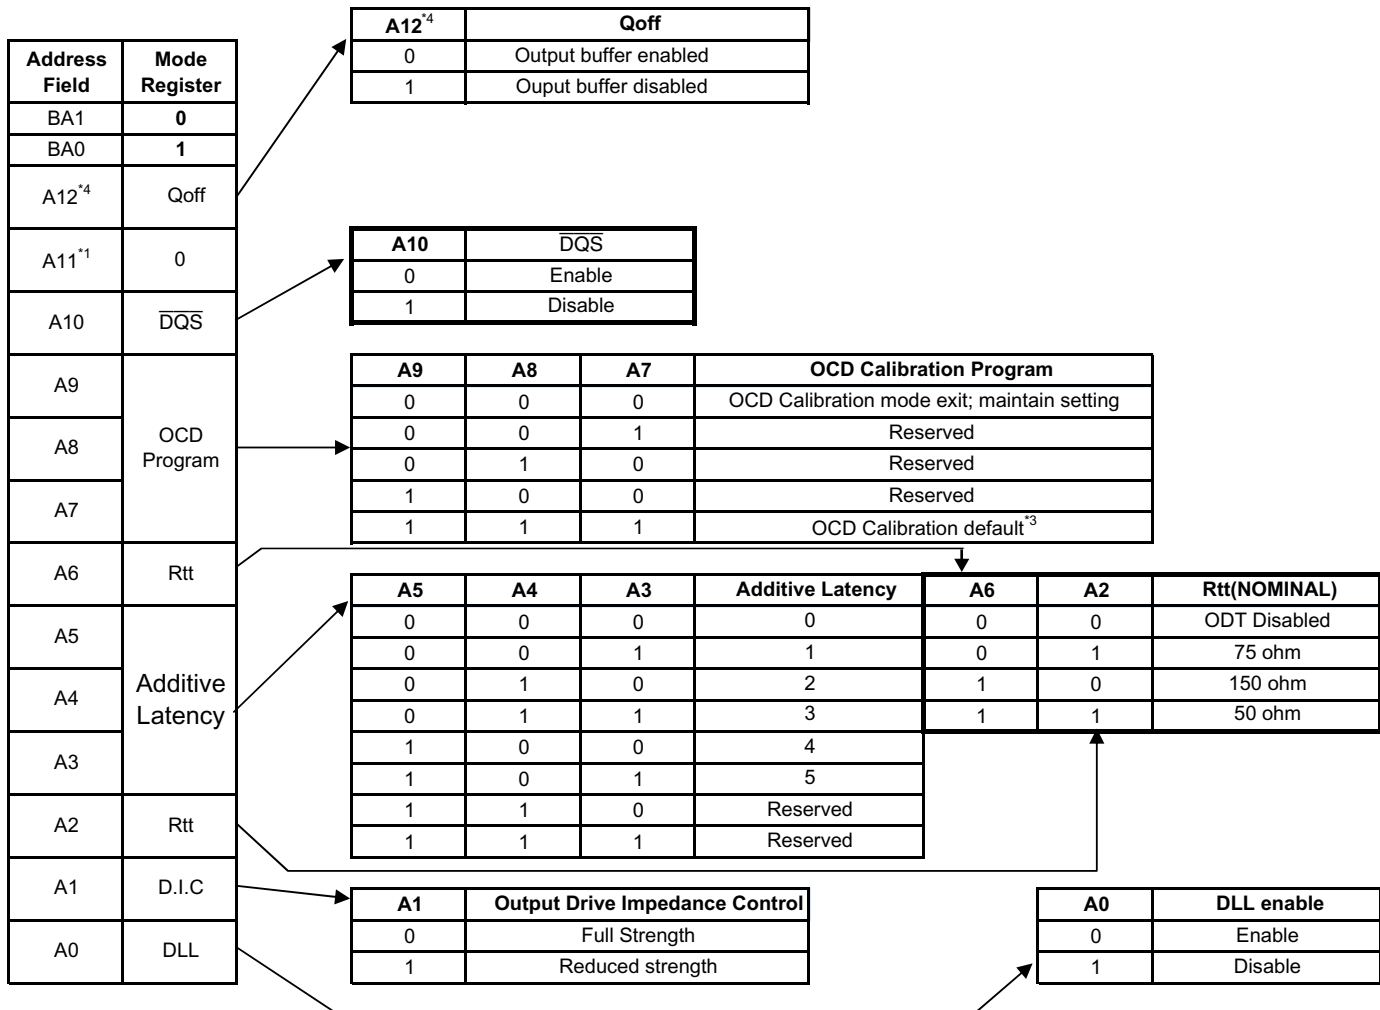 Address Field | Mode Register
BA1 | 0
BA0 | 1
A12*4 | Qoff
A11*1 | 0
A10 | D̅Q̅S̅
A9
A8 | OCD Program
A7
A6 | Rtt
A5
A4 | Additive Latency
A3
A2 | Rtt
A1 | D.I.C
A0 | DLL
A12*4 | Qoff
0 | Output buffer enabled
1 | Ouput buffer disabled
A10 | D̅Q̅S̅
0 | Enable
1 | Disable
A9 | A8 | A7 | OCD Calibration Program
0 | 0 | 0 | OCD Calibration mode exit; maintain setting
0 | 0 | 1 | Reserved
0 | 1 | 0 | Reserved
1 | 0 | 0 | Reserved
1 | 1 | 1 | OCD Calibration default*3
A5 | A4 | A3 | Additive Latency
0 | 0 | 0 | 0
0 | 0 | 1 | 1
0 | 1 | 0 | 2
0 | 1 | 1 | 3
1 | 0 | 0 | 4
1 | 0 | 1 | 5
1 | 1 | 0 | Reserved
1 | 1 | 1 | Reserved
A6 | A2 | Rtt(NOMINAL)
0 | 0 | ODT Disabled
0 | 1 | 75 ohm
1 | 0 | 150 ohm
1 | 1 | 50 ohm
A1 | Output Drive Impedance Control
0 | Full Strength
1 | Reduced strength
A0 | DLL enable
0 | Enable
1 | Disable